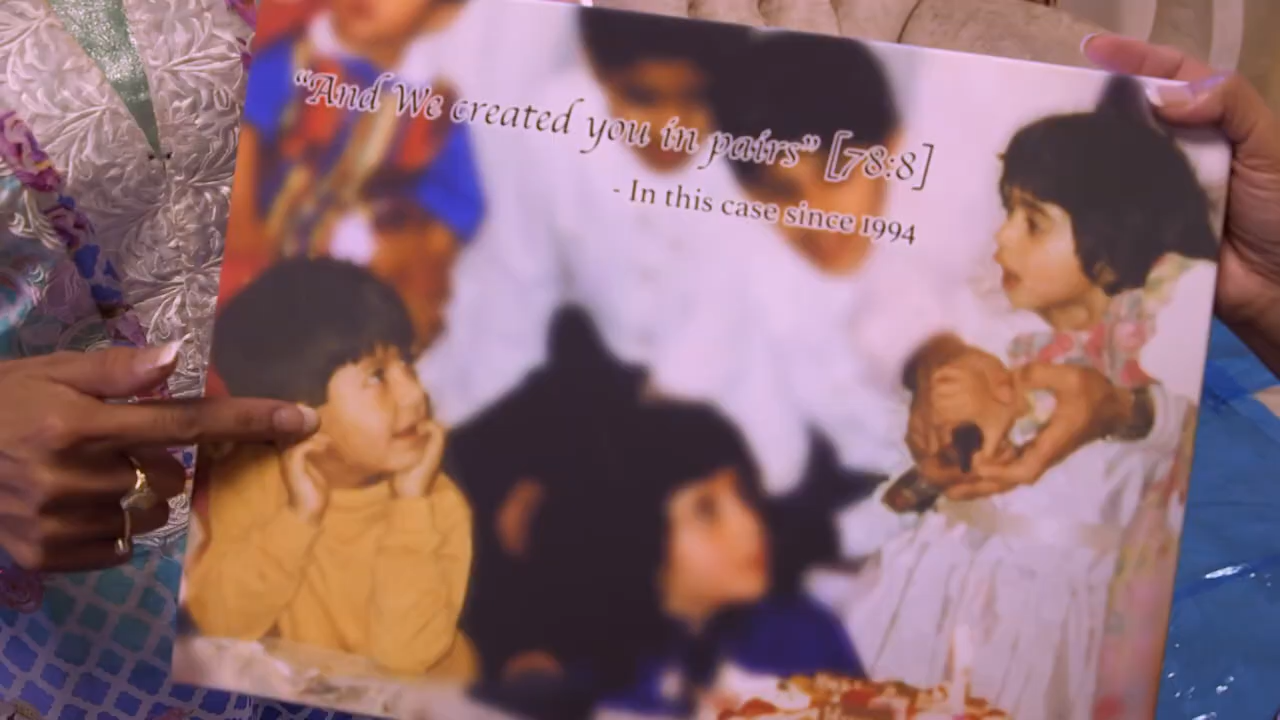 “And We created you in pairs” [78:8]
- In this case since 1994